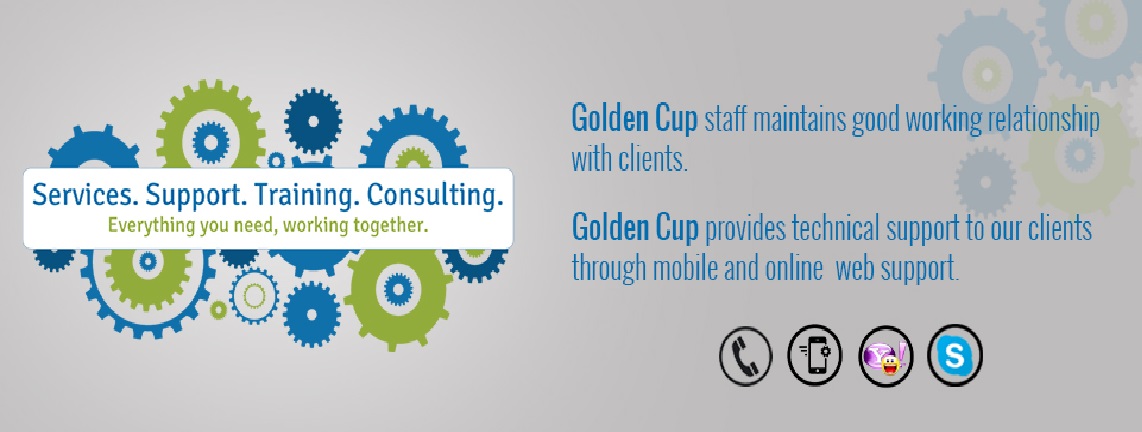 Services. Support. Training. Consulting.
Everything you need, working together.
Golden Cup staff maintains good working relationship
with clients.
Golden Cup provides technical support to our clients
through mobile and online  web support.